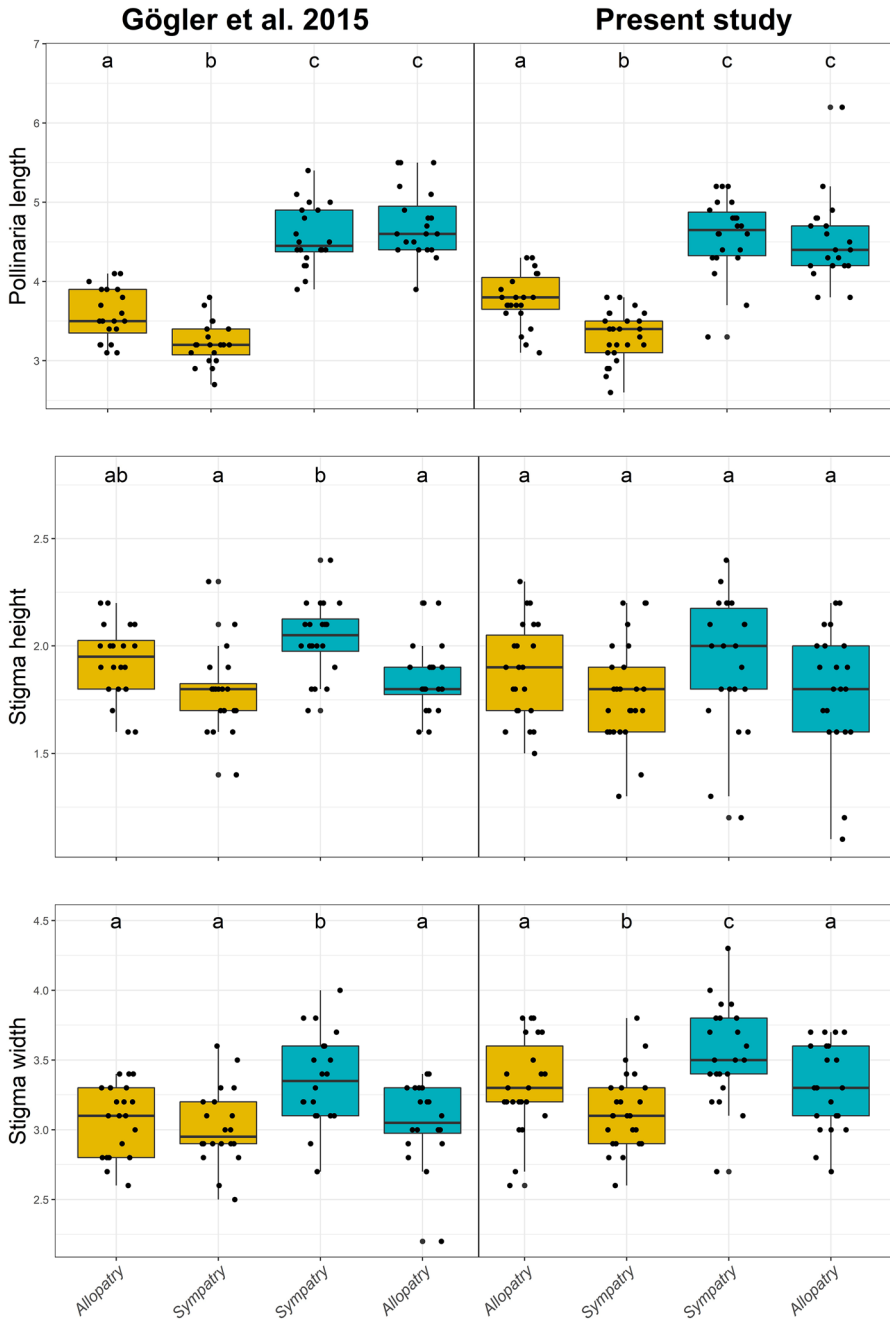 Gögler et al. 2015 Present study
7
a b c c a b c c
6
5
4
3
Pollinaria length
ab a b a a a a a
2.5
2.0
1.5
Stigma height
4.5
a a b a a b c a
4.0
3.5
3.0
2.5
Stigma width
Allopatry Sympatry Sympatry Allopatry Allopatry Sympatry Sympatry Allopatry